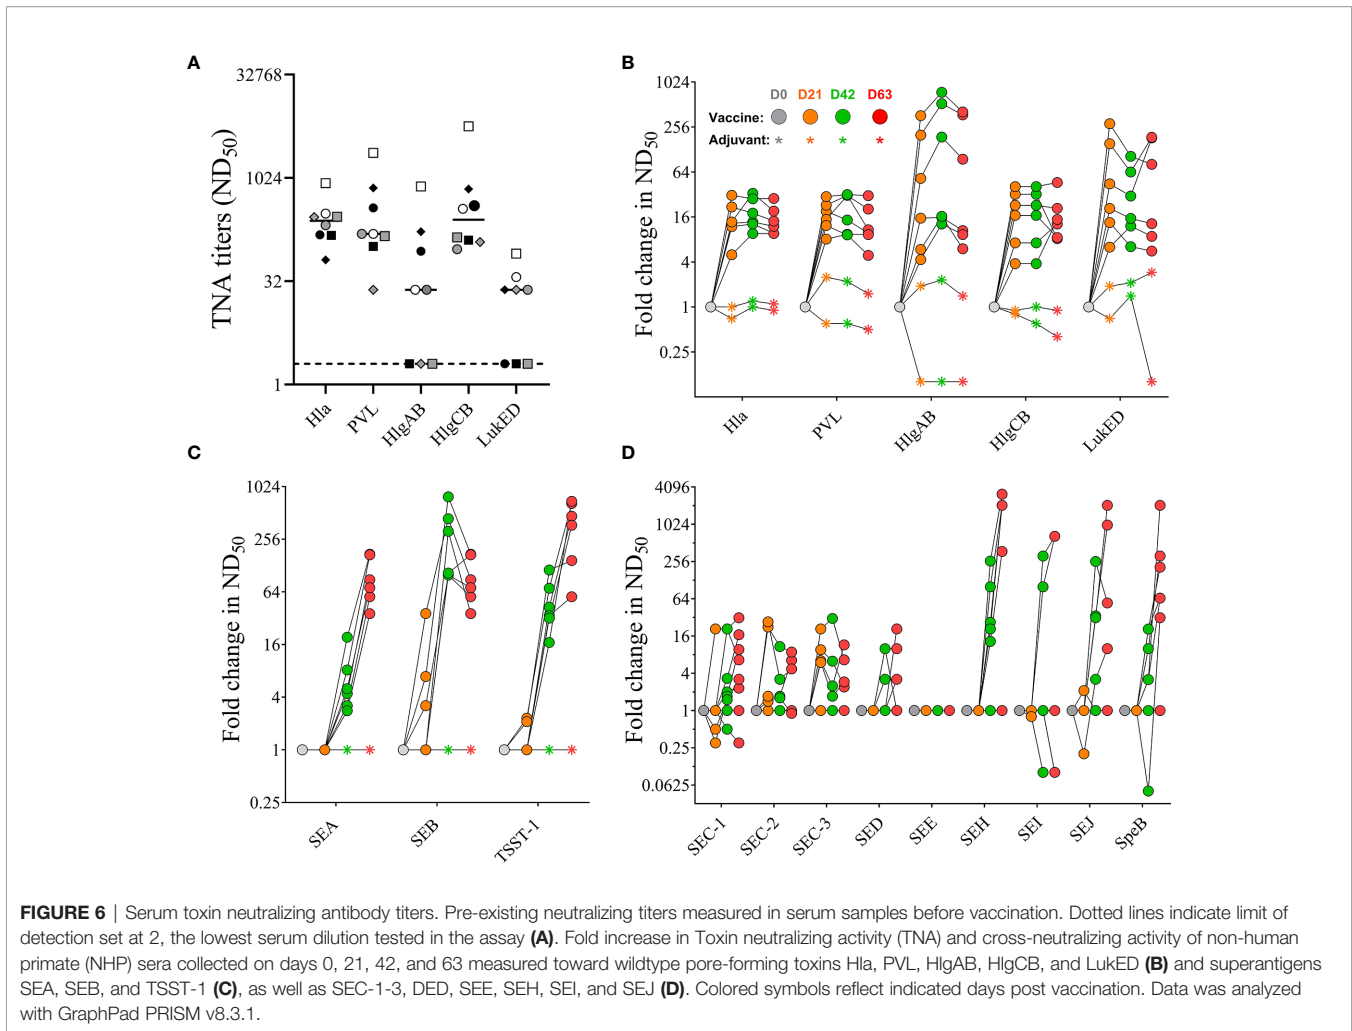 A
TNA titers (ND50)
32768
1024
32
1
Hla
PVL
HlgAB
HlgCB
LukED
B
Fold change in ND50
1024
256
64
16
4
1
0.25
D0 D21 D42 D63
Vaccine:
Adjuvant: * * * *
Hla
PVL
HlgAB
HlgCB
LukED
C
Fold change in ND50
1024
256
64
16
4
1
0.25
SEA
SEB
TSST-1
D
Fold change in ND50
4096
1024
256
64
16
4
1
0.25
0.0625
SEC-1
SEC-2
SEC-3
SED
SEE
SEH
SEI
SEJ
SpeB
FIGURE 6 | Serum toxin neutralizing antibody titers. Pre-existing neutralizing titers measured in serum samples before vaccination. Dotted lines indicate limit of
detection set at 2, the lowest serum dilution tested in the assay (A). Fold increase in Toxin neutralizing activity (TNA) and cross-neutralizing activity of non-human
primate (NHP) sera collected on days 0, 21, 42, and 63 measured toward wildtype pore-forming toxins Hla, PVL, HlgAB, HlgCB, and LukED (B) and superantigens
SEA, SEB, and TSST-1 (C), as well as SEC-1-3, DED, SEE, SEH, SEI, and SEJ (D). Colored symbols reflect indicated days post vaccination. Data was analyzed
with GraphPad PRISM v8.3.1.